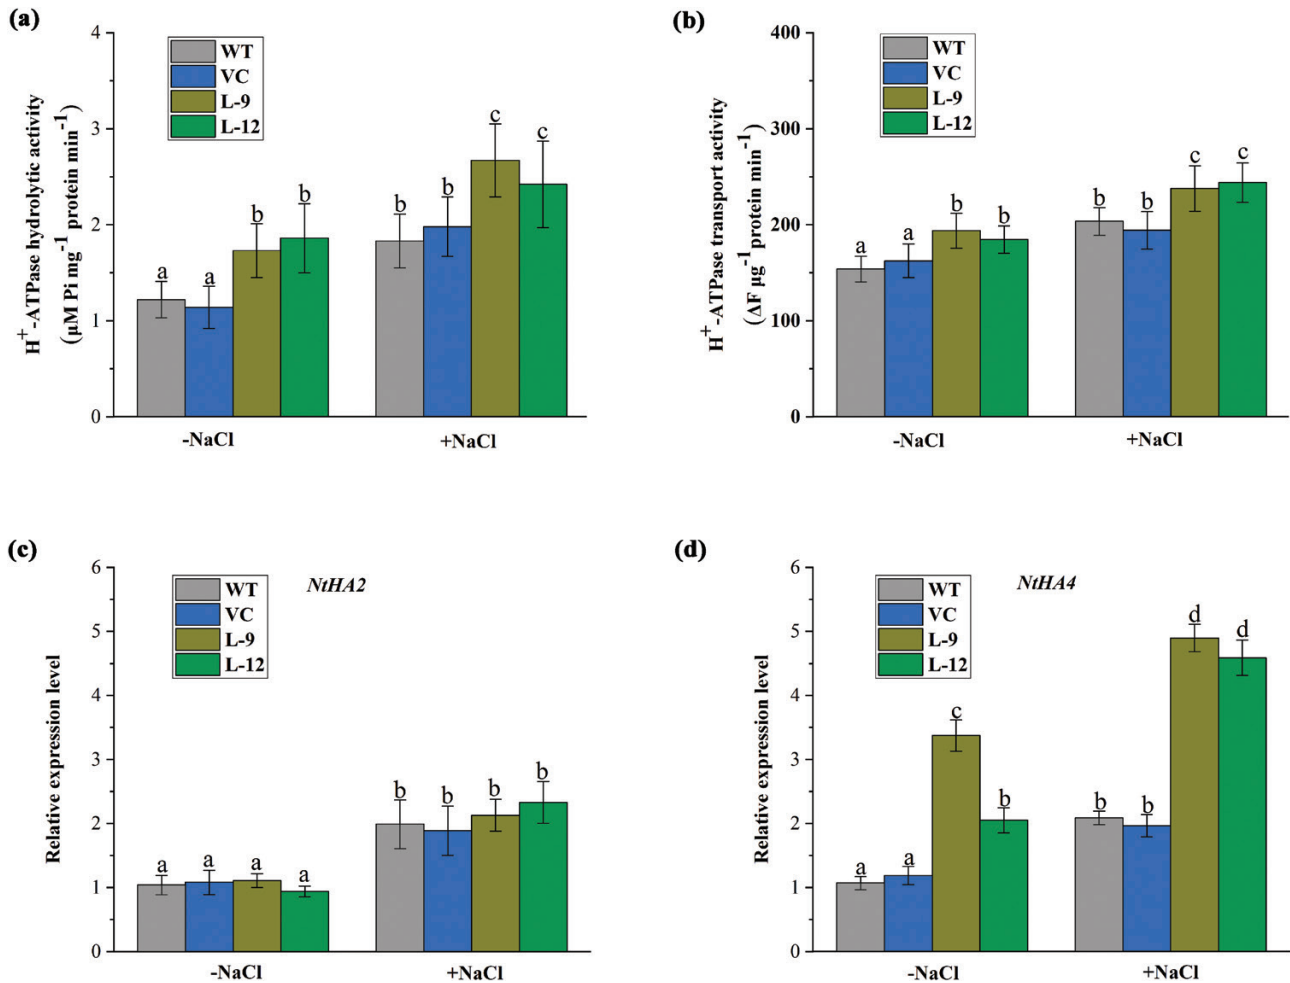 (a)
H⁺-ATPase hydrolytic activity
(μM Pi mg⁻¹ protein min⁻¹)
4
3
2
1
0
WT
VC
L-9
L-12
a
a
b
b
b
b
c
c
-NaCl
+NaCl
(b)
H⁺-ATPase transport activity
(ΔF μg⁻¹protein min⁻¹)
400
300
200
100
0
WT
VC
L-9
L-12
a
a
b
b
b
b
c
c
-NaCl
+NaCl
(c)
Relative expression level
6
5
4
3
2
1
0
WT
VC
L-9
L-12
NtHA2
a
a
a
a
b
b
b
b
-NaCl
+NaCl
(d)
Relative expression level
6
5
4
3
2
1
0
WT
VC
L-9
L-12
NtHA4
a
a
c
b
b
b
d
d
-NaCl
+NaCl